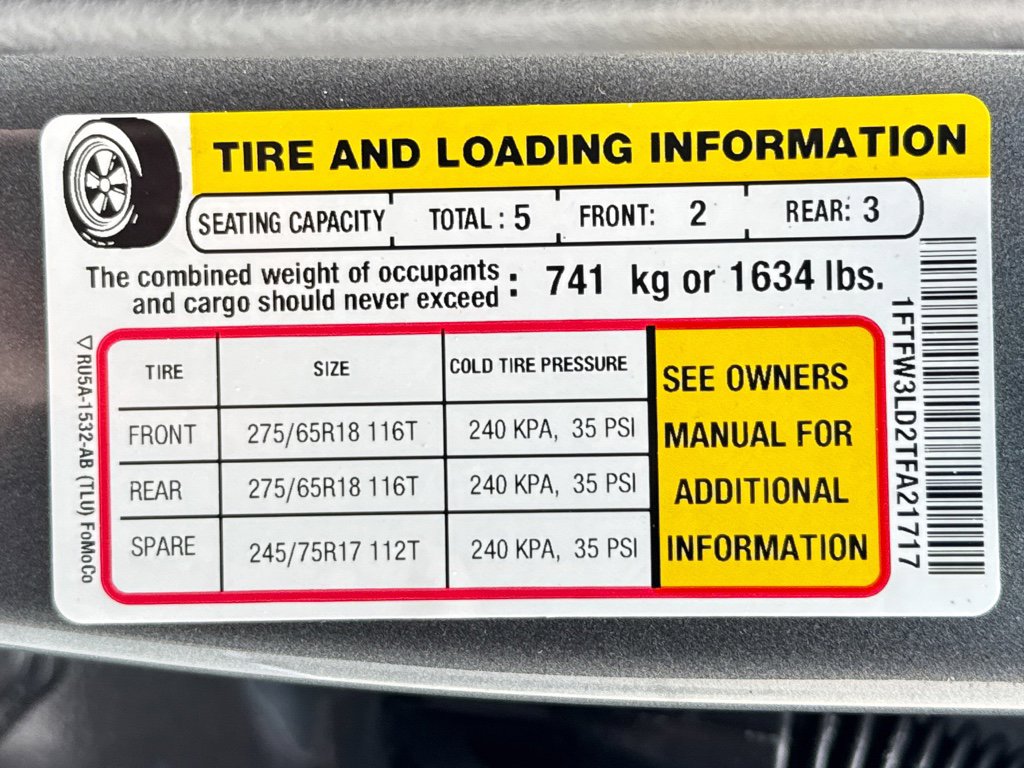 TIRE AND LOADING INFORMATION
SEATING CAPACITY TOTAL : 5 FRONT: 2 REAR: 3
The combined weight of occupants
and cargo should never exceed : 741 kg or 1634 lbs.
TIRE SIZE COLD TIRE PRESSURE
FRONT 275/65R18 116T 240 KPA, 35 PSI
REAR 275/65R18 116T 240 KPA, 35 PSI
SPARE 245/75R17 112T 240 KPA, 35 PSI
SEE OWNERS
MANUAL FOR
ADDITIONAL
INFORMATION
RU5A-1532-AB (TLU) FoMoCo
1FTFW3LD2TFA21717